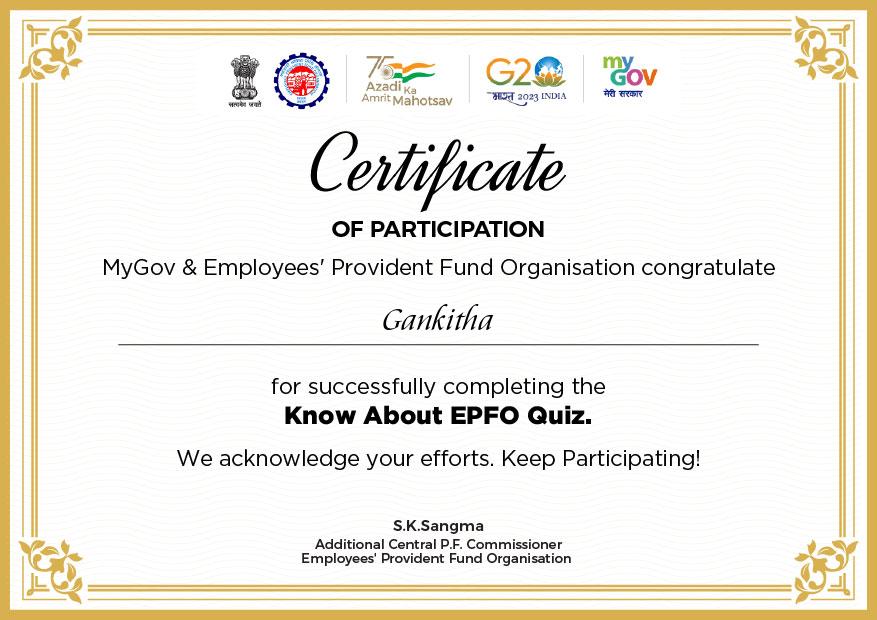 सत्यमेव जयते
75
Azadi Ka
Amrit Mahotsav
G20
भारत 2023 INDIA
my
GOV
मेरी सरकार
Certificate
OF PARTICIPATION
MyGov & Employees' Provident Fund Organisation congratulate
Gankitha
for successfully completing the
Know About EPFO Quiz.
We acknowledge your efforts. Keep Participating!
S.K.Sangma
Additional Central P.F. Commissioner
Employees' Provident Fund Organisation